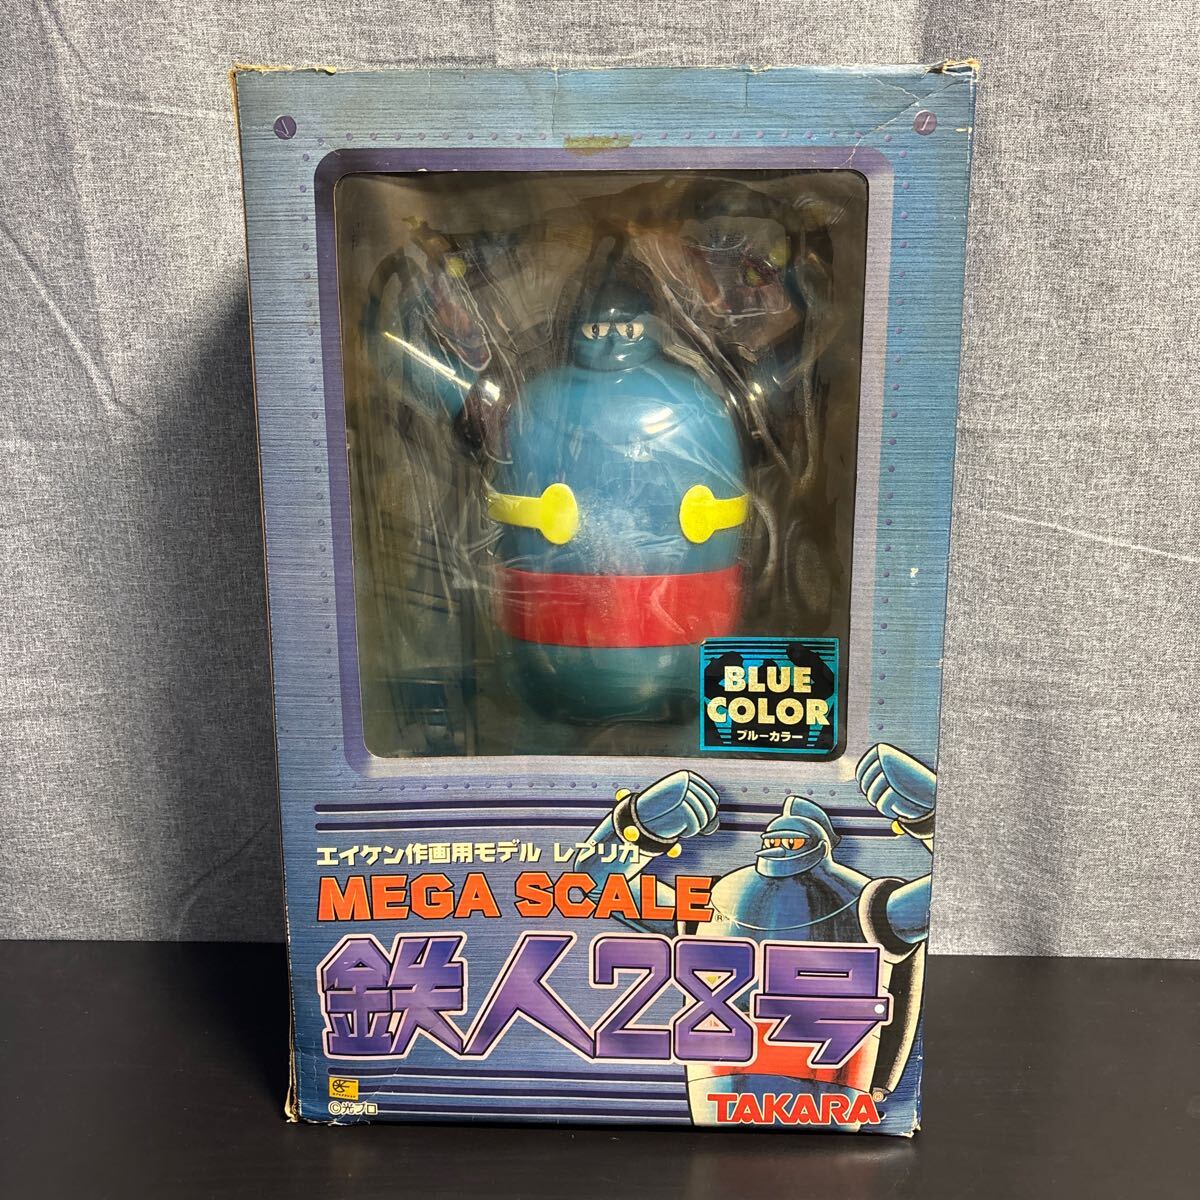 BLUE
COLOR
ブルーカラー
エイケン作画用モデル レプリカ
MEGA SCALE®
鉄人28号
©光プロ
TAKARA®